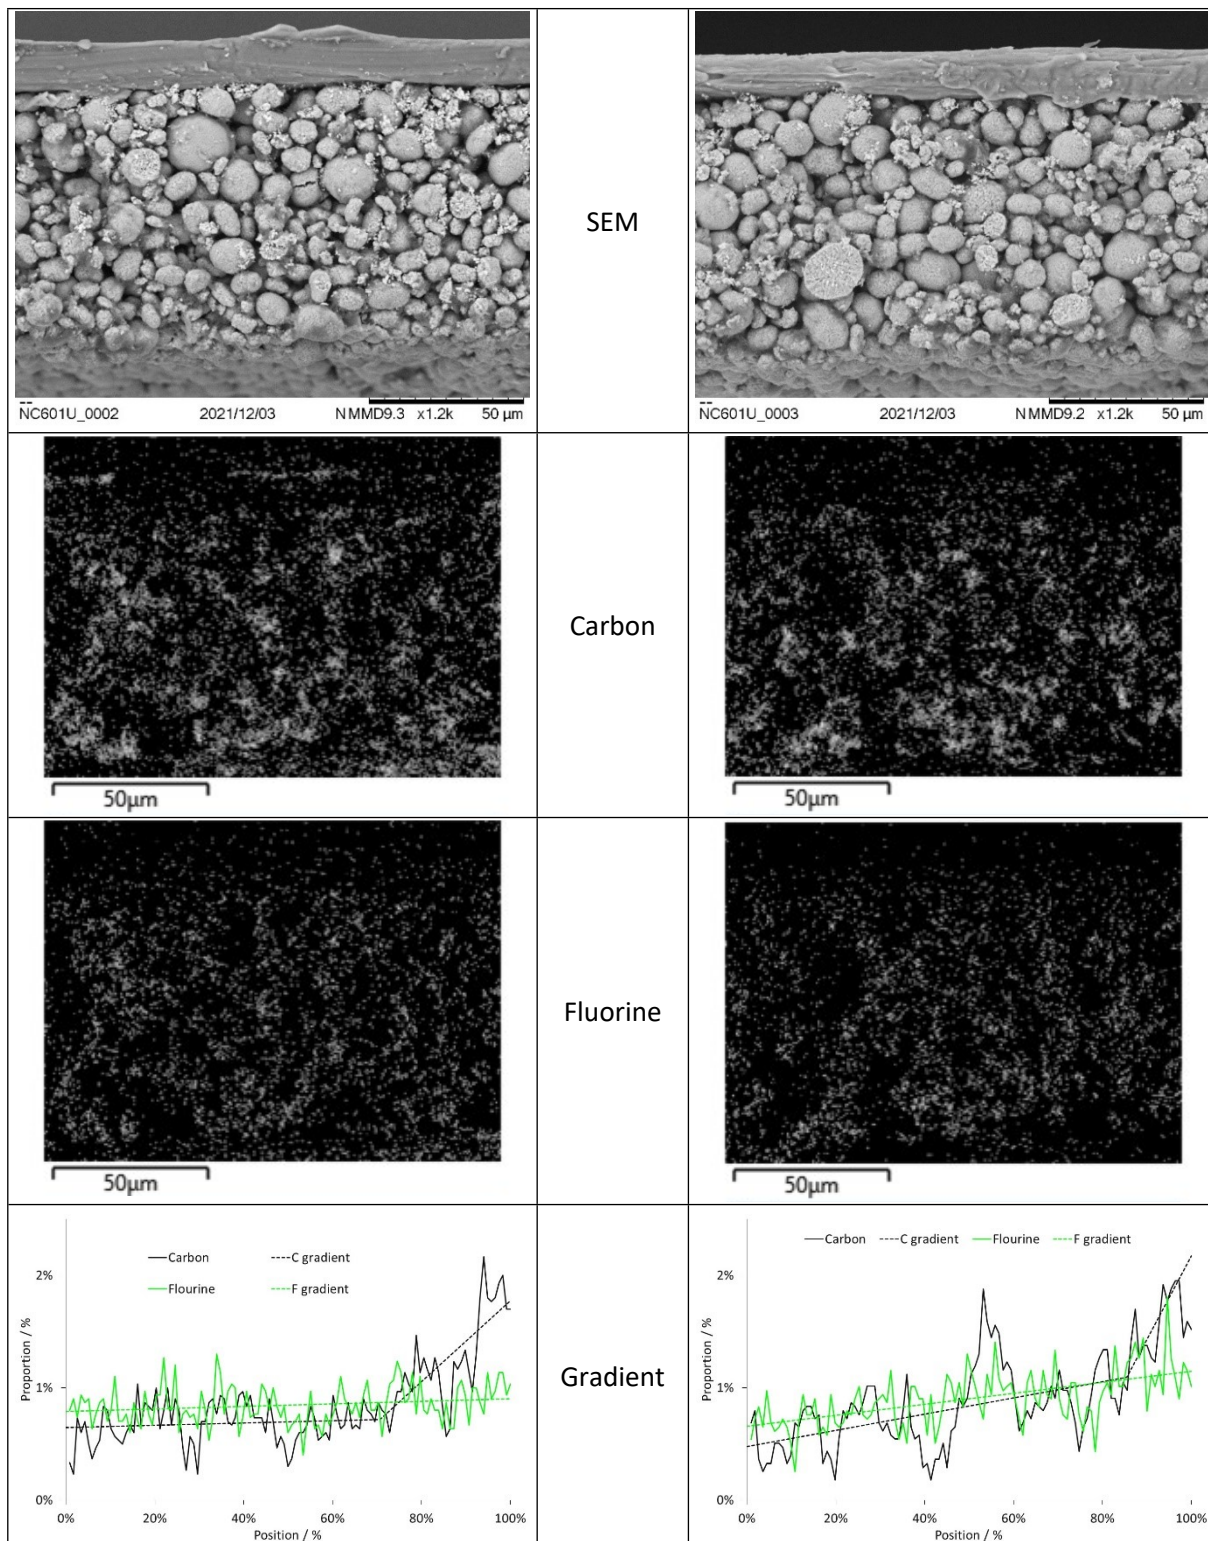 SEM
NC601U_0002 2021/12/03 N MMD9.3 x1.2k 50 µm
NC601U_0003 2021/12/03 N MMD9.2 x1.2k 50 µm
Carbon
50µm
50µm
Fluorine
50µm
50µm
Gradient
Carbon C gradient
Flourine F gradient
2%
1%
0%
Proportion / %
0% 20% 40% 60% 80% 100%
Position / %
Carbon C gradient Flourine F gradient
2%
1%
0%
Proportion / %
0% 20% 40% 60% 80% 100%
Position / %